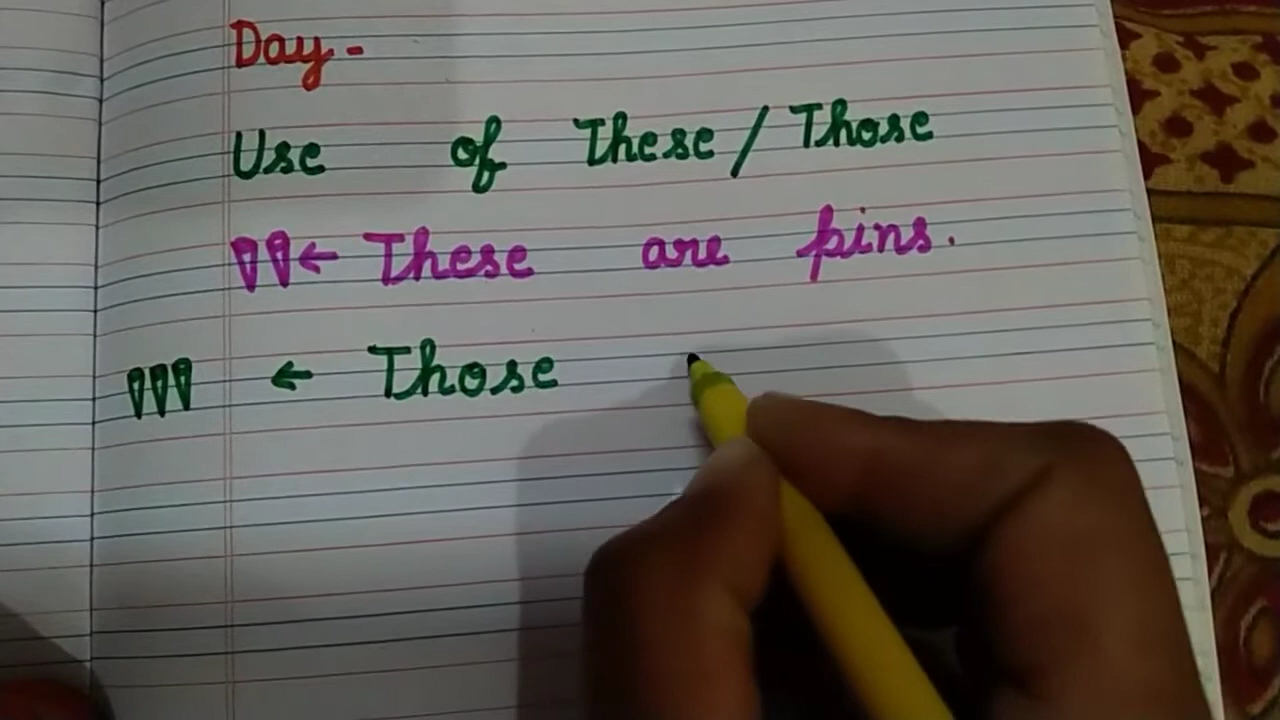 Day -
Use of These / Those
← These are pins.
← Those